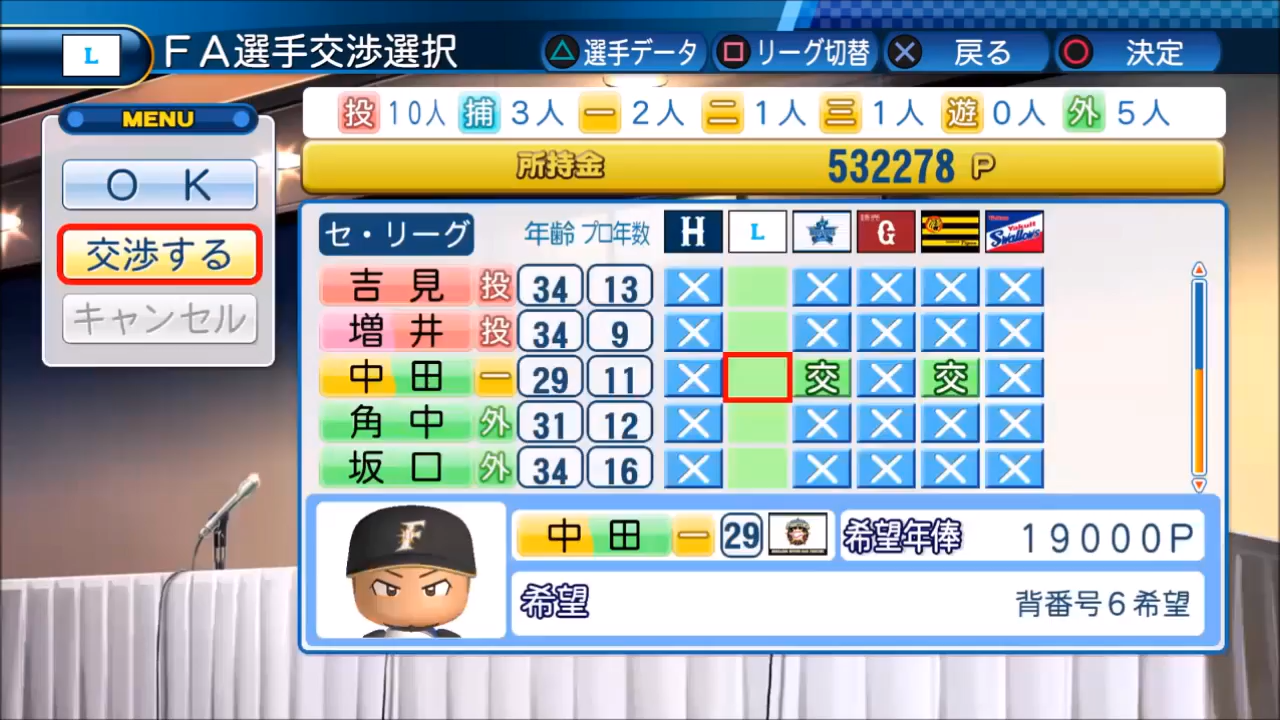 L
ＦＡ選手交渉選択
△ 選手データ
□ リーグ切替
× 戻る
○ 決定
MENU
ＯＫ
交渉する
キャンセル
投 10人 捕 3人 一 2人 二 1人 三 1人 遊 0人 外 5人
所持金 532278 P
セ・リーグ 年齢 プロ年数 H L G Swallows
吉見 投 34 13
増井 投 34 9
中田 一 29 11 交 交
角中 外 31 12
坂口 外 34 16
F
中田 一 29
希望年俸 19000P
希望
背番号6希望